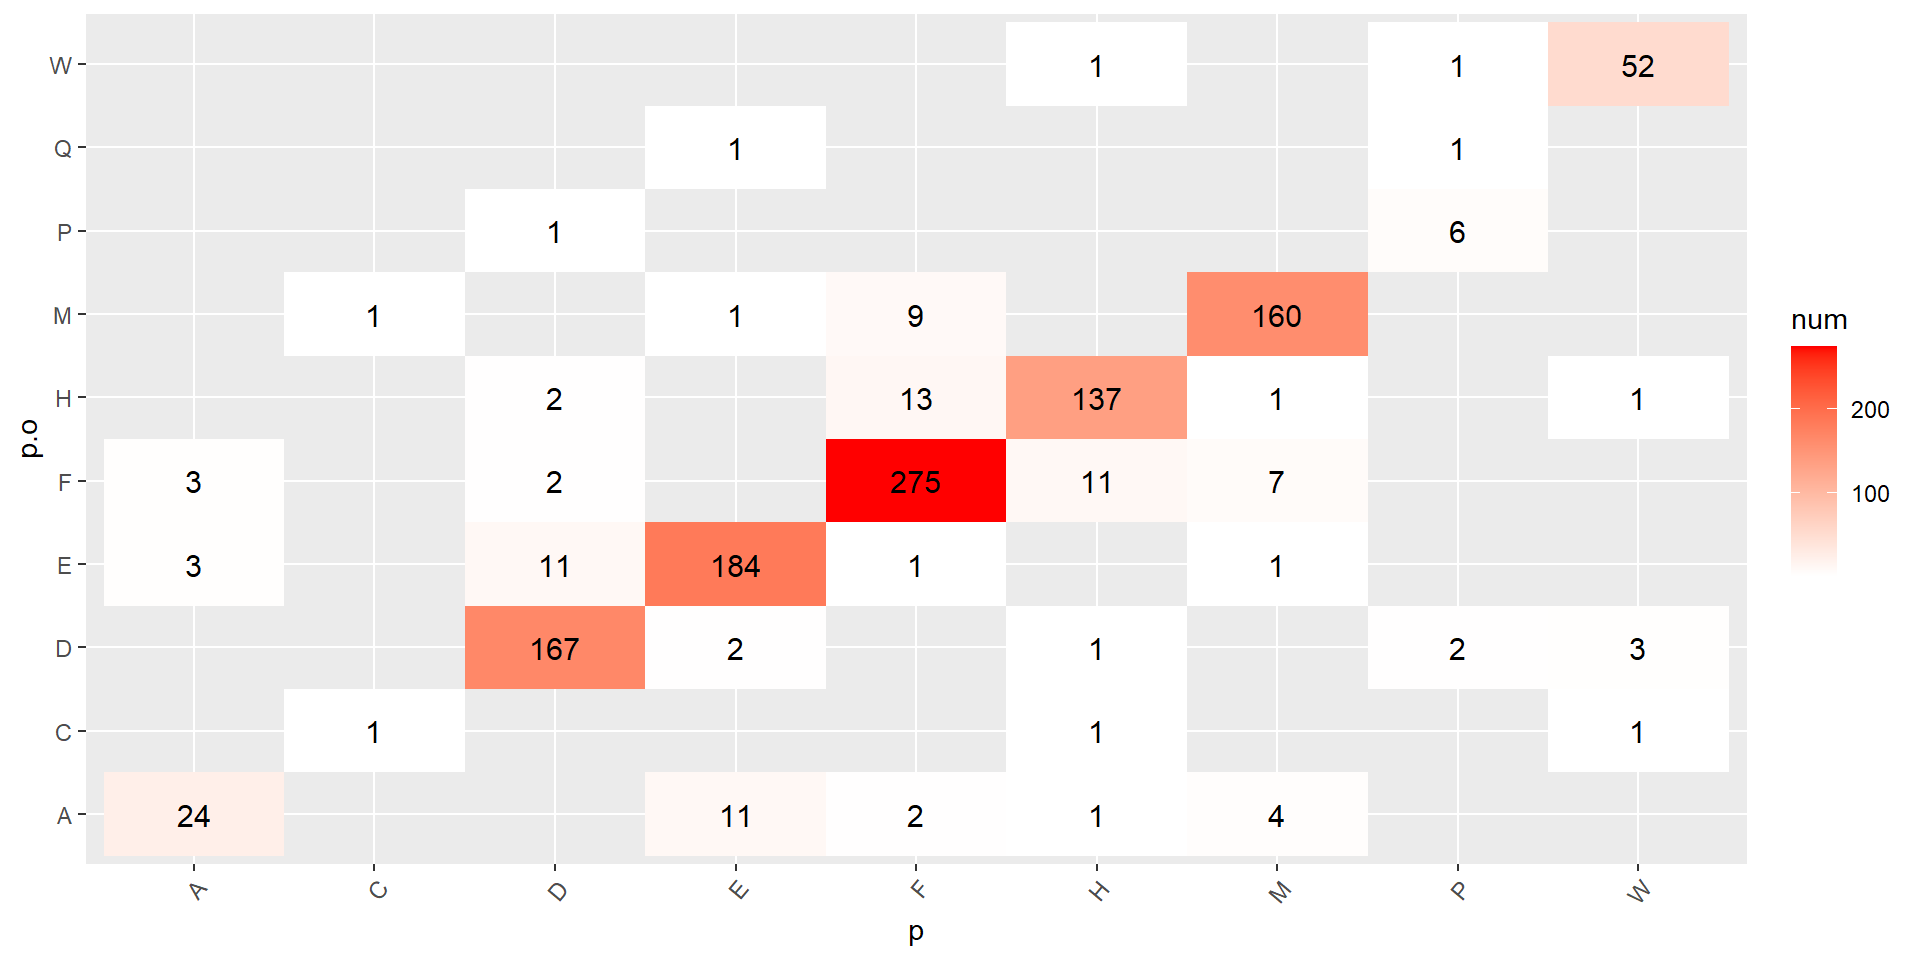 W 1 1 52
Q 1 1
P 1 6
M 1 1 9 160
H 2 13 137 1 1
F 3 2 275 11 7
E 3 11 184 1 1
D 167 2 1 2 3
C 1 1 1
A 24 11 2 1 4
A C D E F H M P W
p
p.o
num
200
100